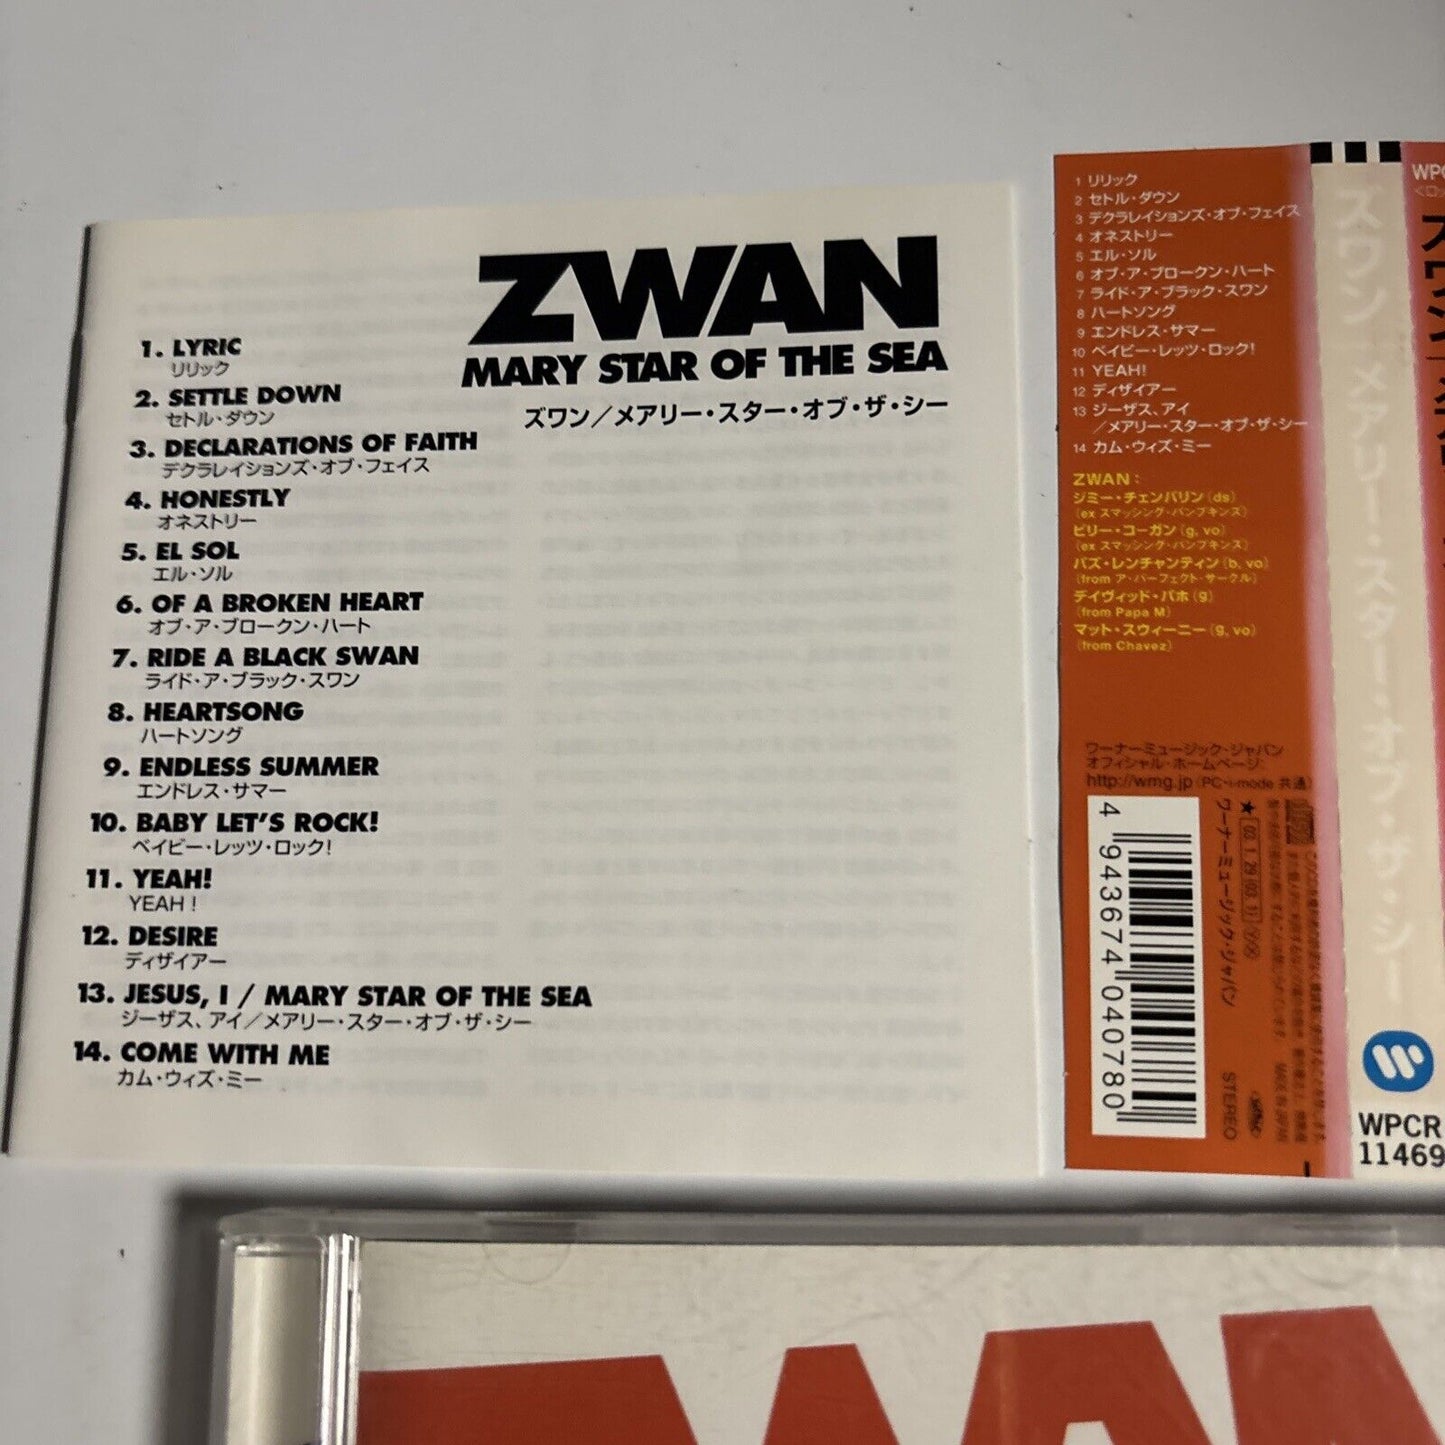 ZWAN
MARY STAR OF THE SEA
ズワン／メアリー・スター・オブ・ザ・シー
1. LYRIC
リリック
2. SETTLE DOWN
セトル・ダウン
3. DECLARATIONS OF FAITH
デクラレイションズ・オブ・フェイス
4. HONESTLY
オネストリー
5. EL SOL
エル・ソル
6. OF A BROKEN HEART
オブ・ア・ブロークン・ハート
7. RIDE A BLACK SWAN
ライド・ア・ブラック・スワン
8. HEARTSONG
ハートソング
9. ENDLESS SUMMER
エンドレス・サマー
10. BABY LET'S ROCK!
ベイビー・レッツ・ロック!
11. YEAH!
YEAH !
12. DESIRE
ディザイアー
13. JESUS, I / MARY STAR OF THE SEA
ジーザス、アイ／メアリー・スター・オブ・ザ・シー
14. COME WITH ME
カム・ウィズ・ミー
1 リリック
2 セトル・ダウン
3 デクラレイションズ・オブ・フェイス
4 オネストリー
5 エル・ソル
6 オブ・ア・ブロークン・ハート
7 ライド・ア・ブラック・スワン
8 ハートソング
9 エンドレス・サマー
10 ベイビー・レッツ・ロック!
11 YEAH!
12 ディザイアー
13 ジーザス、アイ
／メアリー・スター・オブ・ザ・シー
14 カム・ウィズ・ミー
ZWAN :
ジミー・チェンバリン (ds)
(ex スマッシング・パンプキンズ)
ビリー・コーガン (g, vo)
(ex スマッシング・パンプキンズ)
パズ・レンチャンティン (b, vo)
(from ア・パーフェクト・サークル)
デイヴィッド・パホ (g)
(from Papa M)
マット・スウィーニー (g, vo)
(from Chavez)
ワーナーミュージック・ジャパン
オフィシャル・ホームページ:
http://wmg.jp (PC・i-mode 共通)
4 943674 040780
ワーナーミュージック・ジャパン
STEREO
MADE IN JAPAN
ズワン／メアリー・スター・オブ・ザ・シー
WPCR
11469
ZWAN